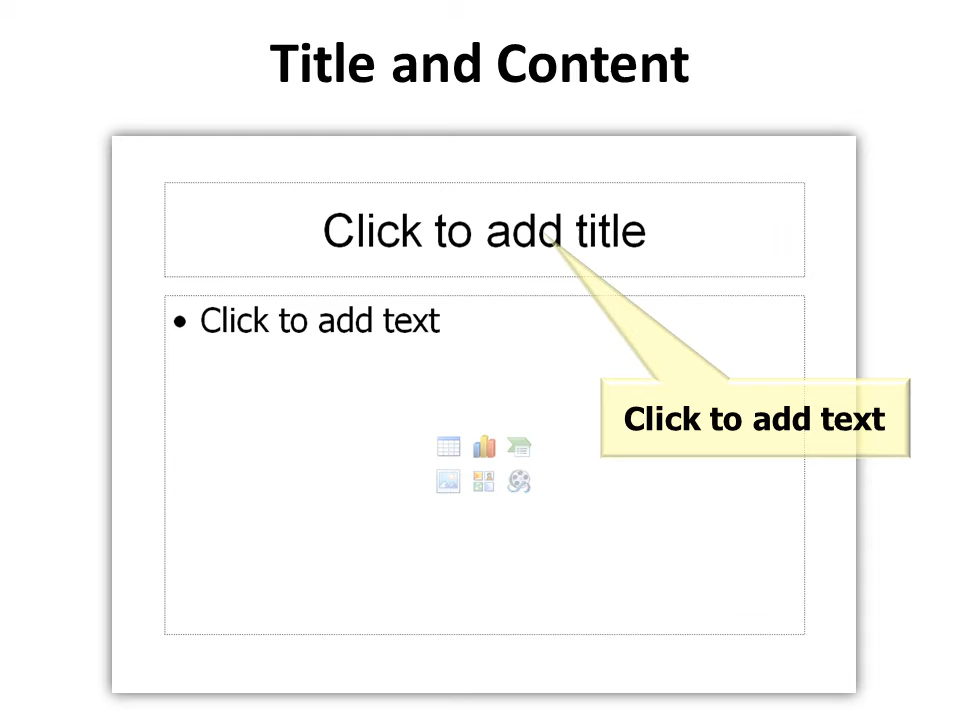 Title and Content
Click to add title
• Click to add text
Click to add text